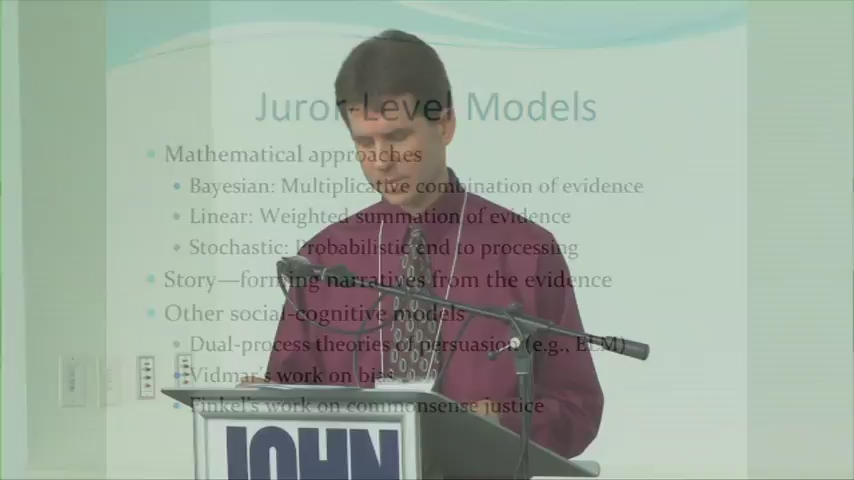 Juror-Level Models
Mathematical approaches
Bayesian: Multiplicative combination of evidence
Linear: Weighted summation of evidence
Stochastic: Probabilistic end to processing
Story—forming narratives from the evidence
Other social-cognitive models
Dual-process theories of persuasion (e.g., ELM)
Vidmar's work on bias
Finkel's work on commonsense justice
JOHN